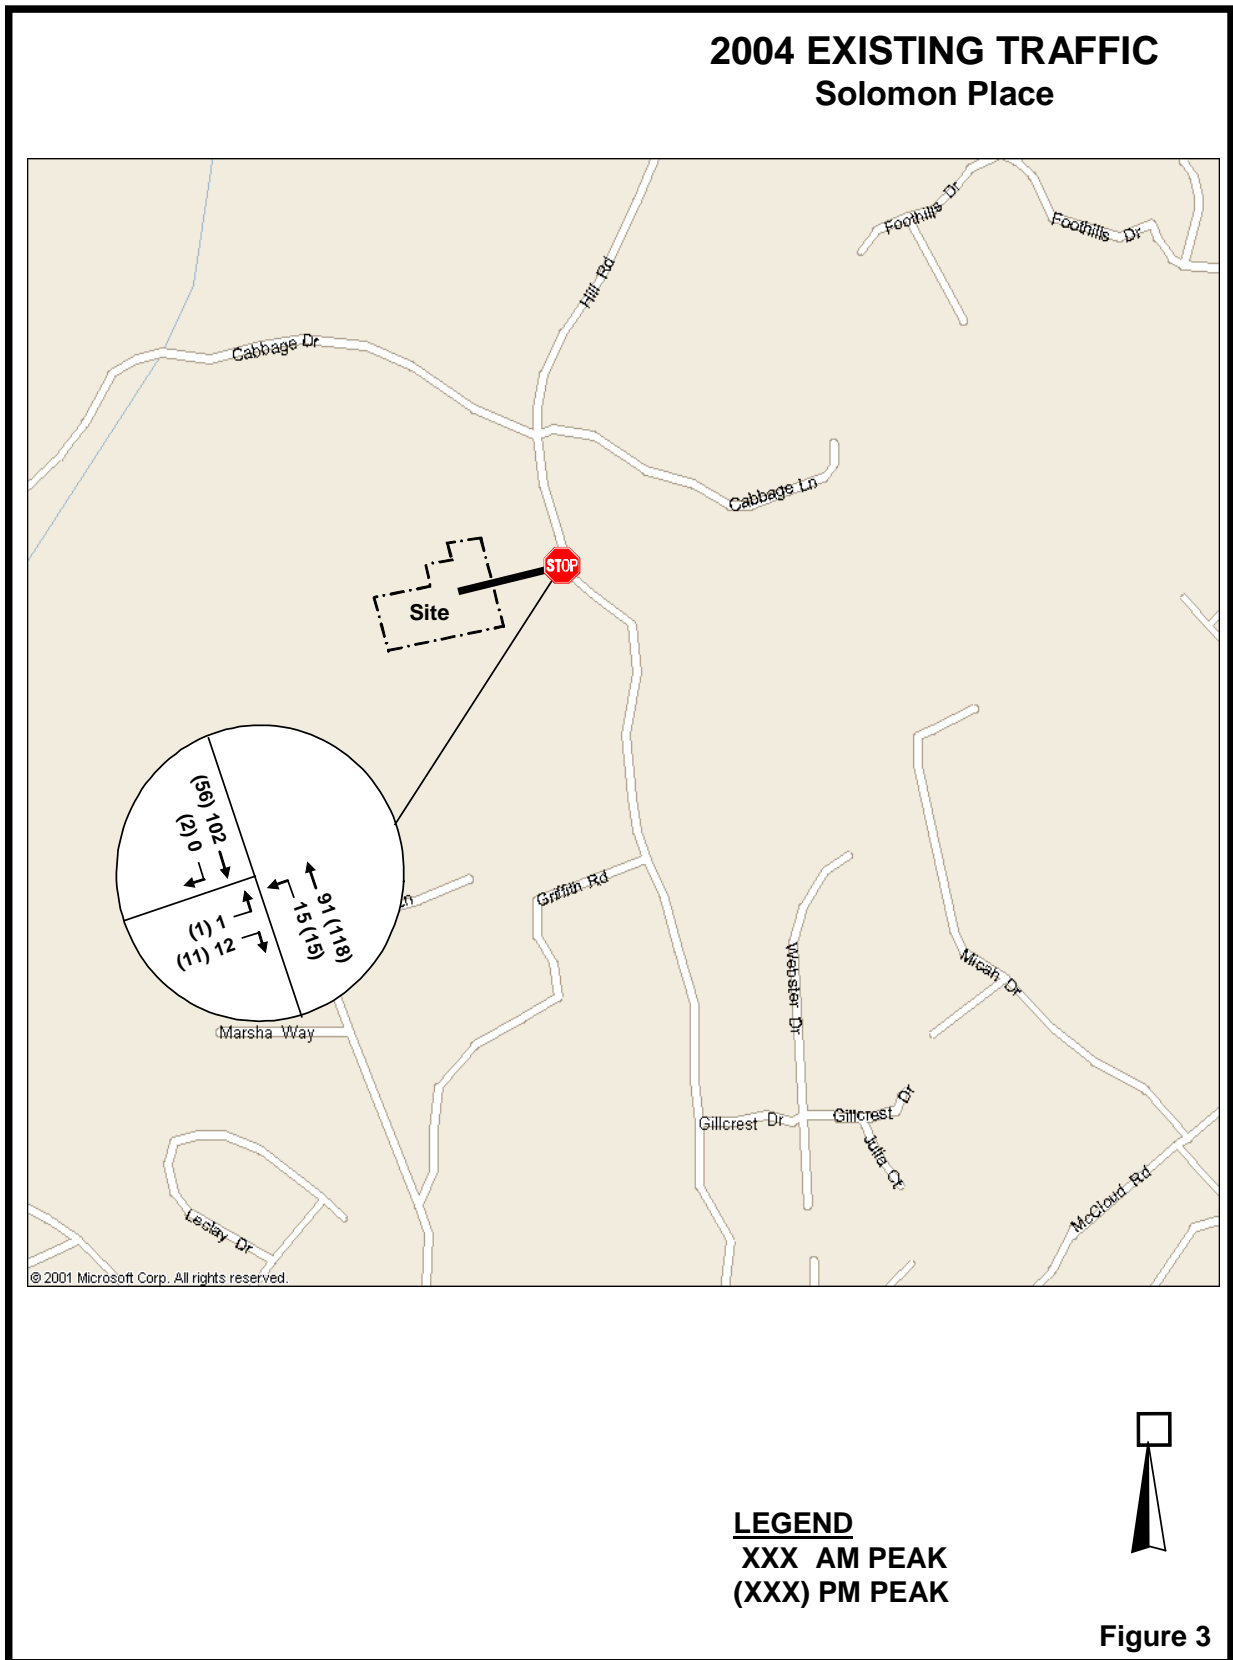 2004 EXISTING TRAFFIC
Solomon Place
Foothills Dr
Foothills Dr
Hill Rd
Cabbage Dr
Cabbage Ln
STOP
Site
(56) 102
(2) 0
91 (118)
15 (15)
(1) 1
(11) 12
Griffith Rd
Webster Dr
Micah Dr
Marsha Way
Gillcrest Dr
Gillcrest Dr
Julia Ct
McCloud Rd
Leslay Dr
© 2001 Microsoft Corp. All rights reserved.
LEGEND
XXX AM PEAK
(XXX) PM PEAK
Figure 3